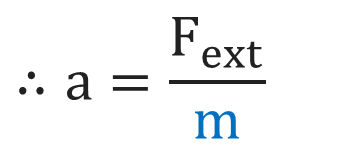 ∴ a = F_ext / m